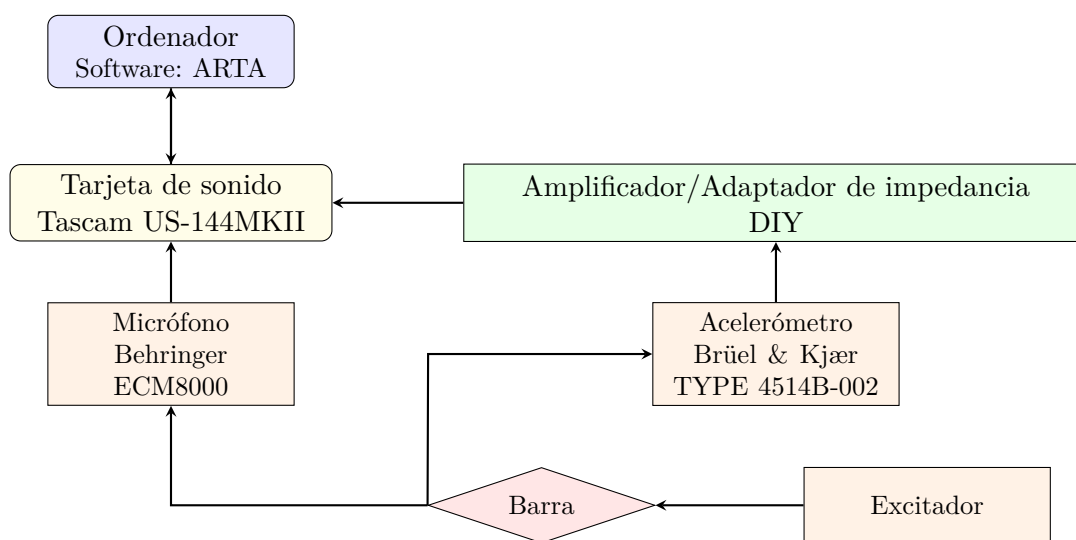 Ordenador
Software: ARTA
Tarjeta de sonido
Tascam US-144MKII
Amplificador/Adaptador de impedancia
DIY
Micrófono
Behringer
ECM8000
Acelerómetro
Brüel & Kjær
TYPE 4514B-002
Barra
Excitador